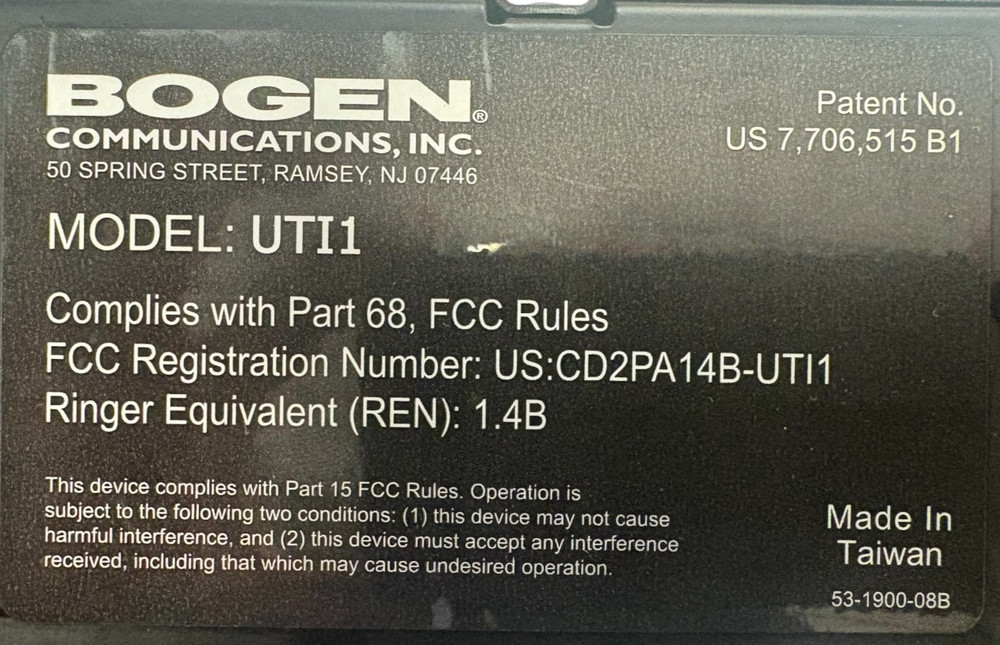 BOGEN®
COMMUNICATIONS, INC.
50 SPRING STREET, RAMSEY, NJ 07446
Patent No.
US 7,706,515 B1
MODEL: UTI1
Complies with Part 68, FCC Rules
FCC Registration Number: US:CD2PA14B-UTI1
Ringer Equivalent (REN): 1.4B
This device complies with Part 15 FCC Rules. Operation is
subject to the following two conditions: (1) this device may not cause
harmful interference, and (2) this device must accept any interference
received, including that which may cause undesired operation.
Made In
Taiwan
53-1900-08B